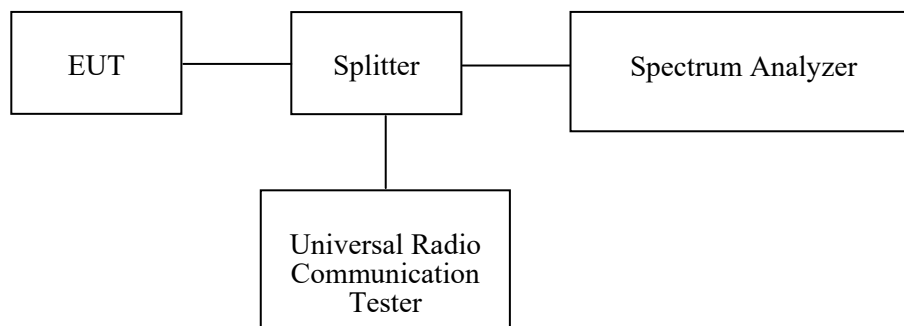 EUT
Splitter
Spectrum Analyzer
Universal Radio
Communication
Tester